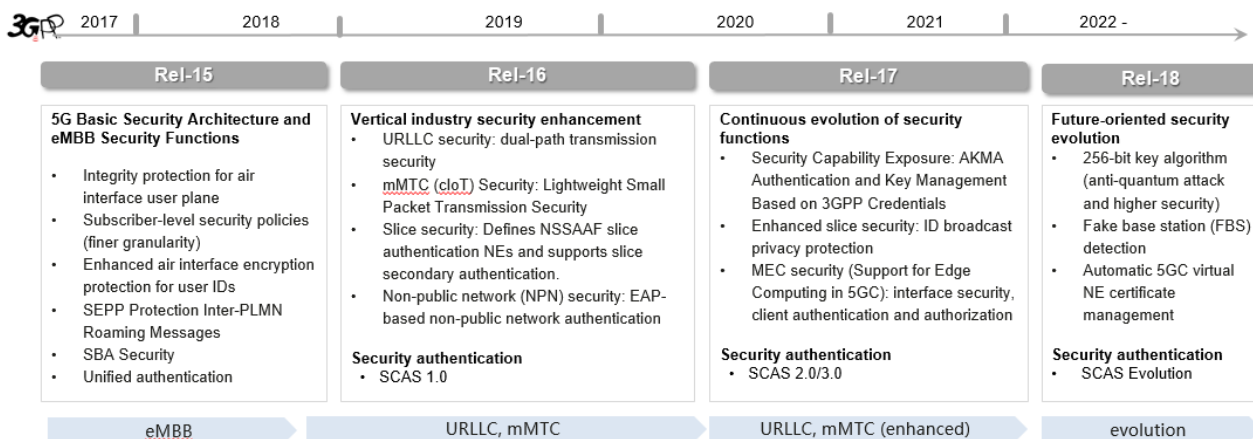 3GPP 2017 2018 2019 2020 2021 2022 -
Rel-15
5G Basic Security Architecture and
eMBB Security Functions
• Integrity protection for air
interface user plane
• Subscriber-level security policies
(finer granularity)
• Enhanced air interface encryption
protection for user IDs
• SEPP Protection Inter-PLMN
Roaming Messages
• SBA Security
• Unified authentication
eMBB
Rel-16
Vertical industry security enhancement
• URLLC security: dual-path transmission
security
• mMTC (cIoT) Security: Lightweight Small
Packet Transmission Security
• Slice security: Defines NSSAAF slice
authentication NEs and supports slice
secondary authentication.
• Non-public network (NPN) security: EAP-
based non-public network authentication
Security authentication
• SCAS 1.0
URLLC, mMTC
Rel-17
Continuous evolution of security
functions
• Security Capability Exposure: AKMA
Authentication and Key Management
Based on 3GPP Credentials
• Enhanced slice security: ID broadcast
privacy protection
• MEC security (Support for Edge
Computing in 5GC): interface security,
client authentication and authorization
Security authentication
• SCAS 2.0/3.0
URLLC, mMTC (enhanced)
Rel-18
Future-oriented security
evolution
• 256-bit key algorithm
(anti-quantum attack
and higher security)
• Fake base station (FBS)
detection
• Automatic 5GC virtual
NE certificate
management
Security authentication
• SCAS Evolution
evolution